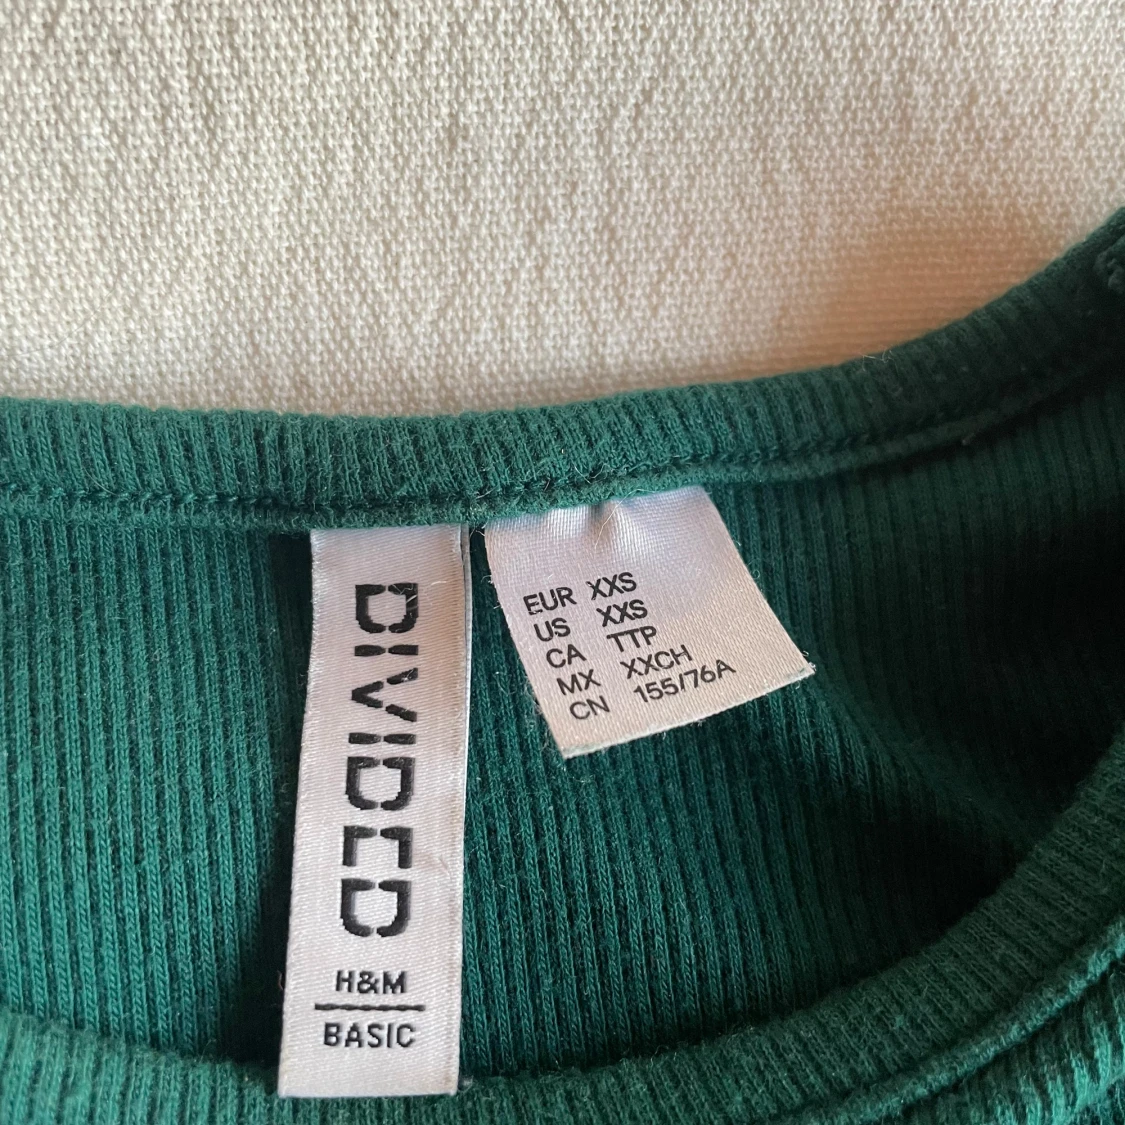 DIVIDED
H&M
BASIC
EUR XXS
US XXS
CA TTP
MX XXCH
CN 155/76A